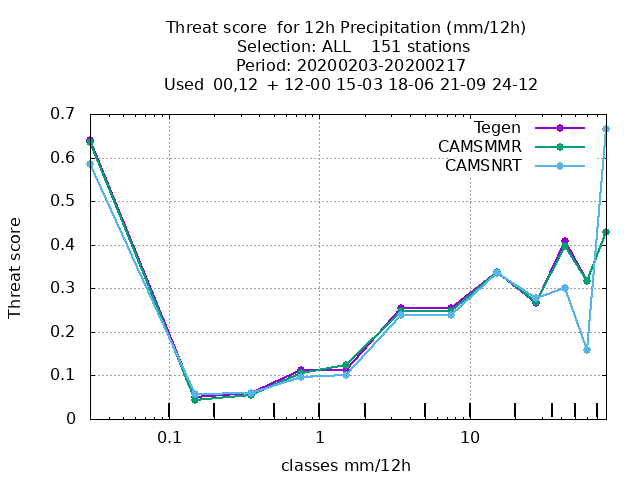 Threat score  for 12h Precipitation (mm/12h)
Selection: ALL    151 stations
Period: 20200203-20200217
Used  00,12  + 12-00 15-03 18-06 21-09 24-12
Tegen
CAMSMMR
CAMSNRT
Threat score
0.7
0.6
0.5
0.4
0.3
0.2
0.1
0
0.1
1
10
classes mm/12h